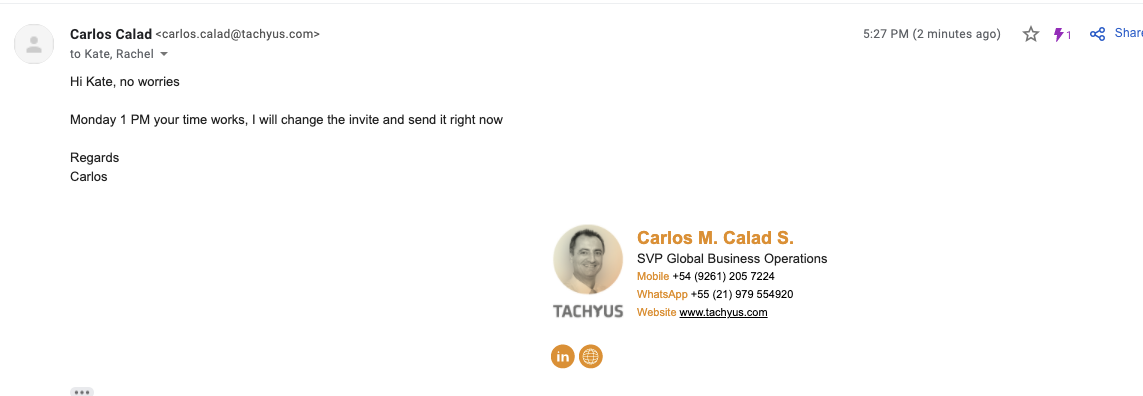 Carlos Calad <carlos.calad@tachyus.com>
5:27 PM (2 minutes ago)
1
Share
to Kate, Rachel
Hi Kate, no worries
Monday 1 PM your time works, I will change the invite and send it right now
Regards
Carlos
Carlos M. Calad S.
SVP Global Business Operations
Mobile +54 (9261) 205 7224
WhatsApp +55 (21) 979 554920
TACHYUS
Website www.tachyus.com
in